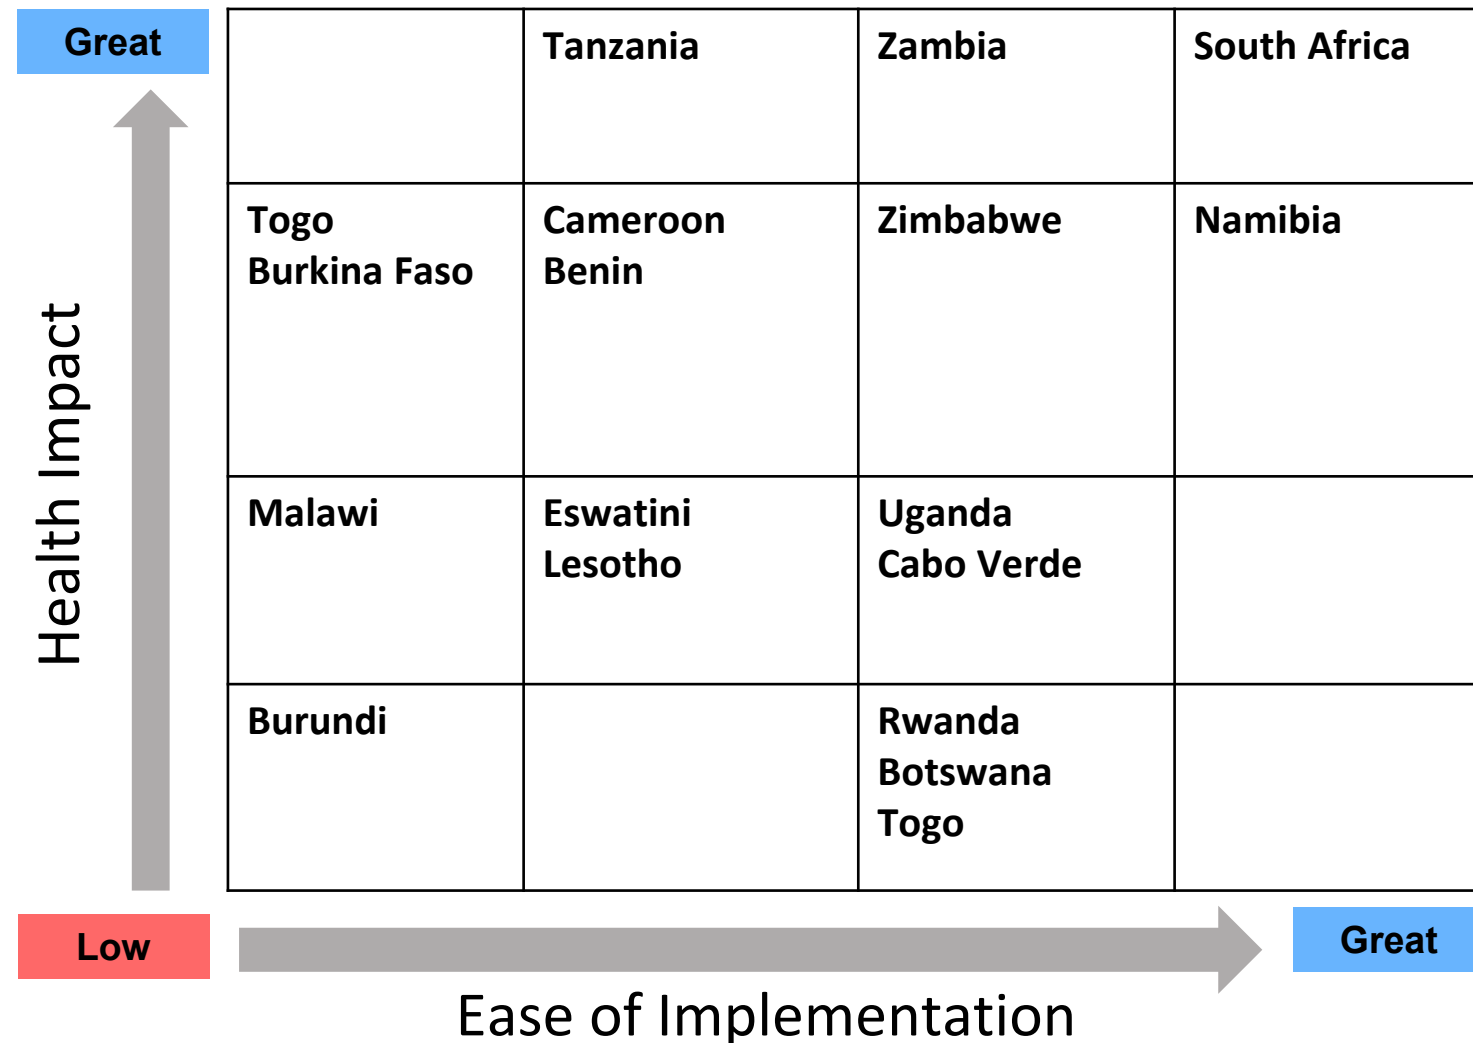 Great
Tanzania
Zambia
South Africa
Togo
Burkina Faso
Cameroon
Benin
Zimbabwe
Namibia
Health Impact
Malawi
Eswatini
Lesotho
Uganda
Cabo Verde
Burundi
Rwanda
Botswana
Togo
Low
Great
Ease of Implementation